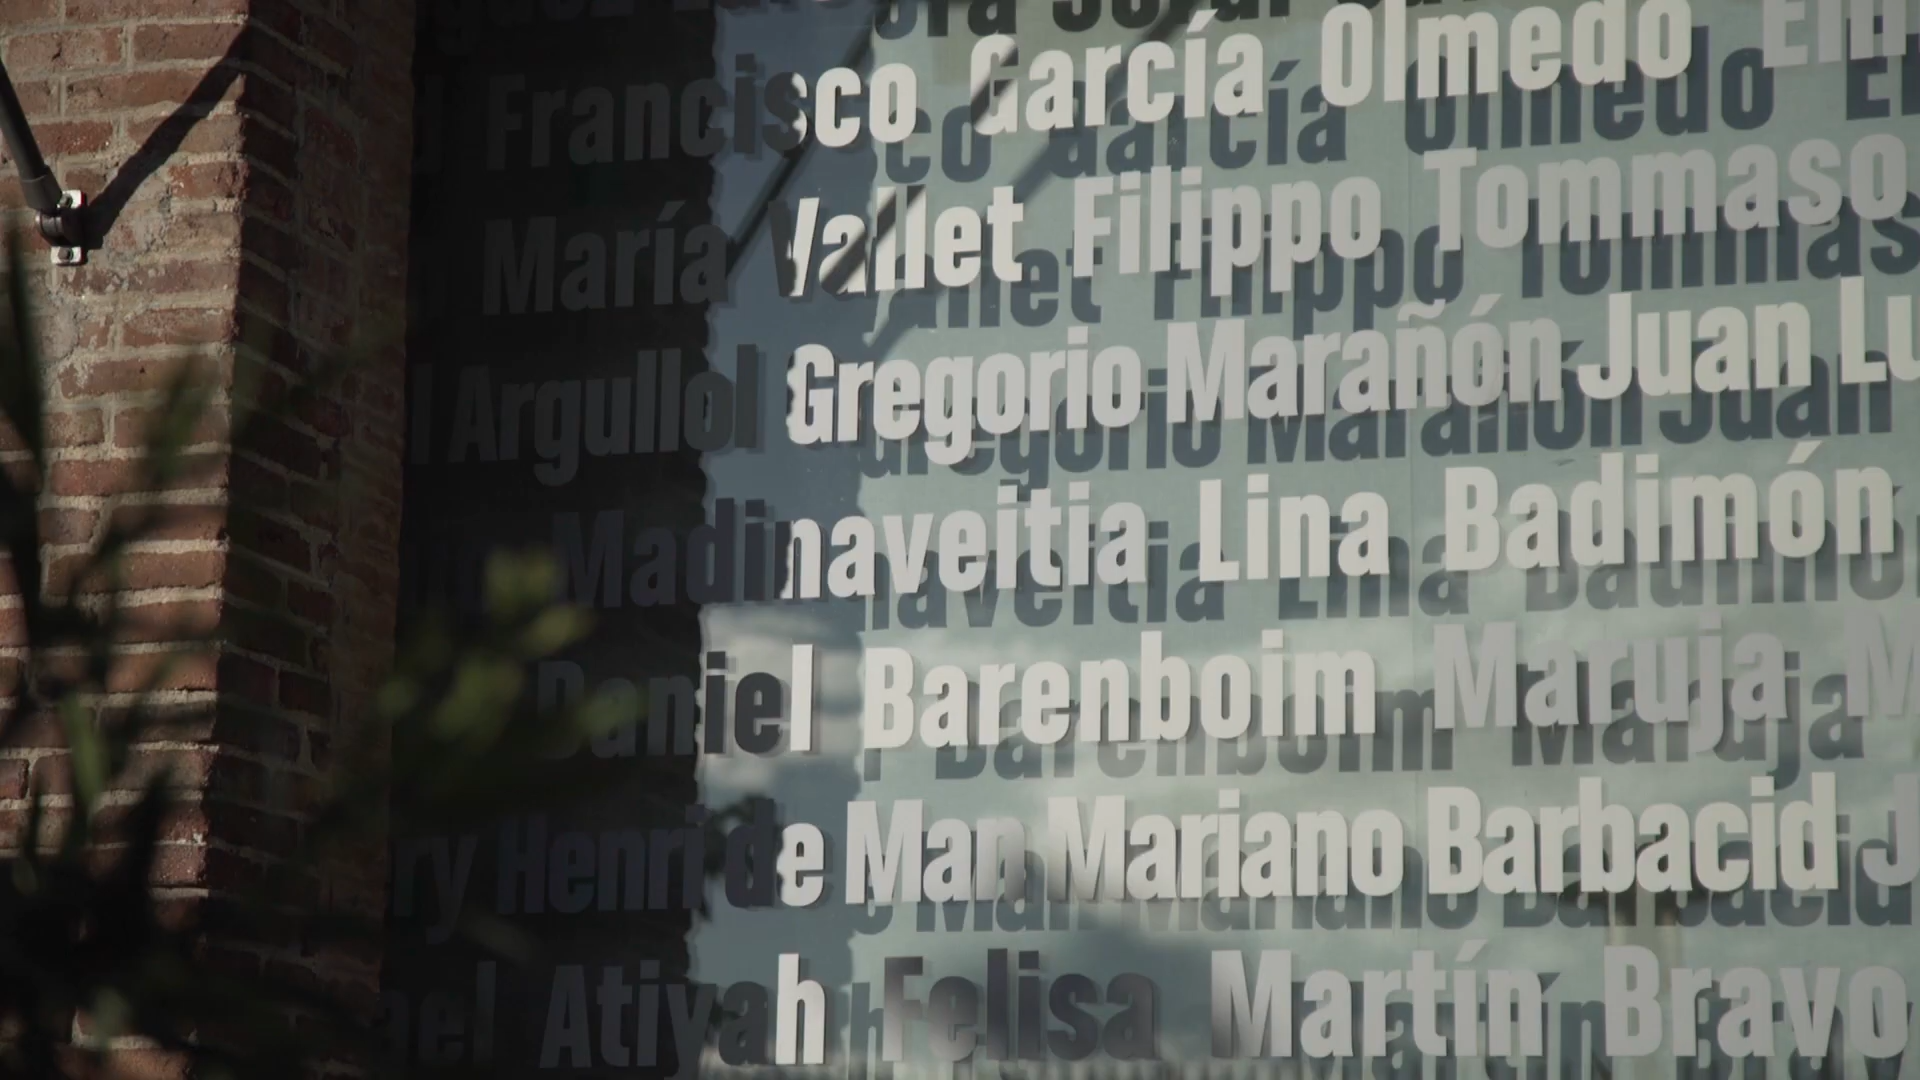 Francisco García Olmedo
María Vallet Filippo Tommaso
Argullol Gregorio Marañón Juan
Madinaveitia Lina Badimón
Daniel Barenboim Maruja
Henri de Man Mariano Barbacid
Atiyah Felisa Martín Bravo